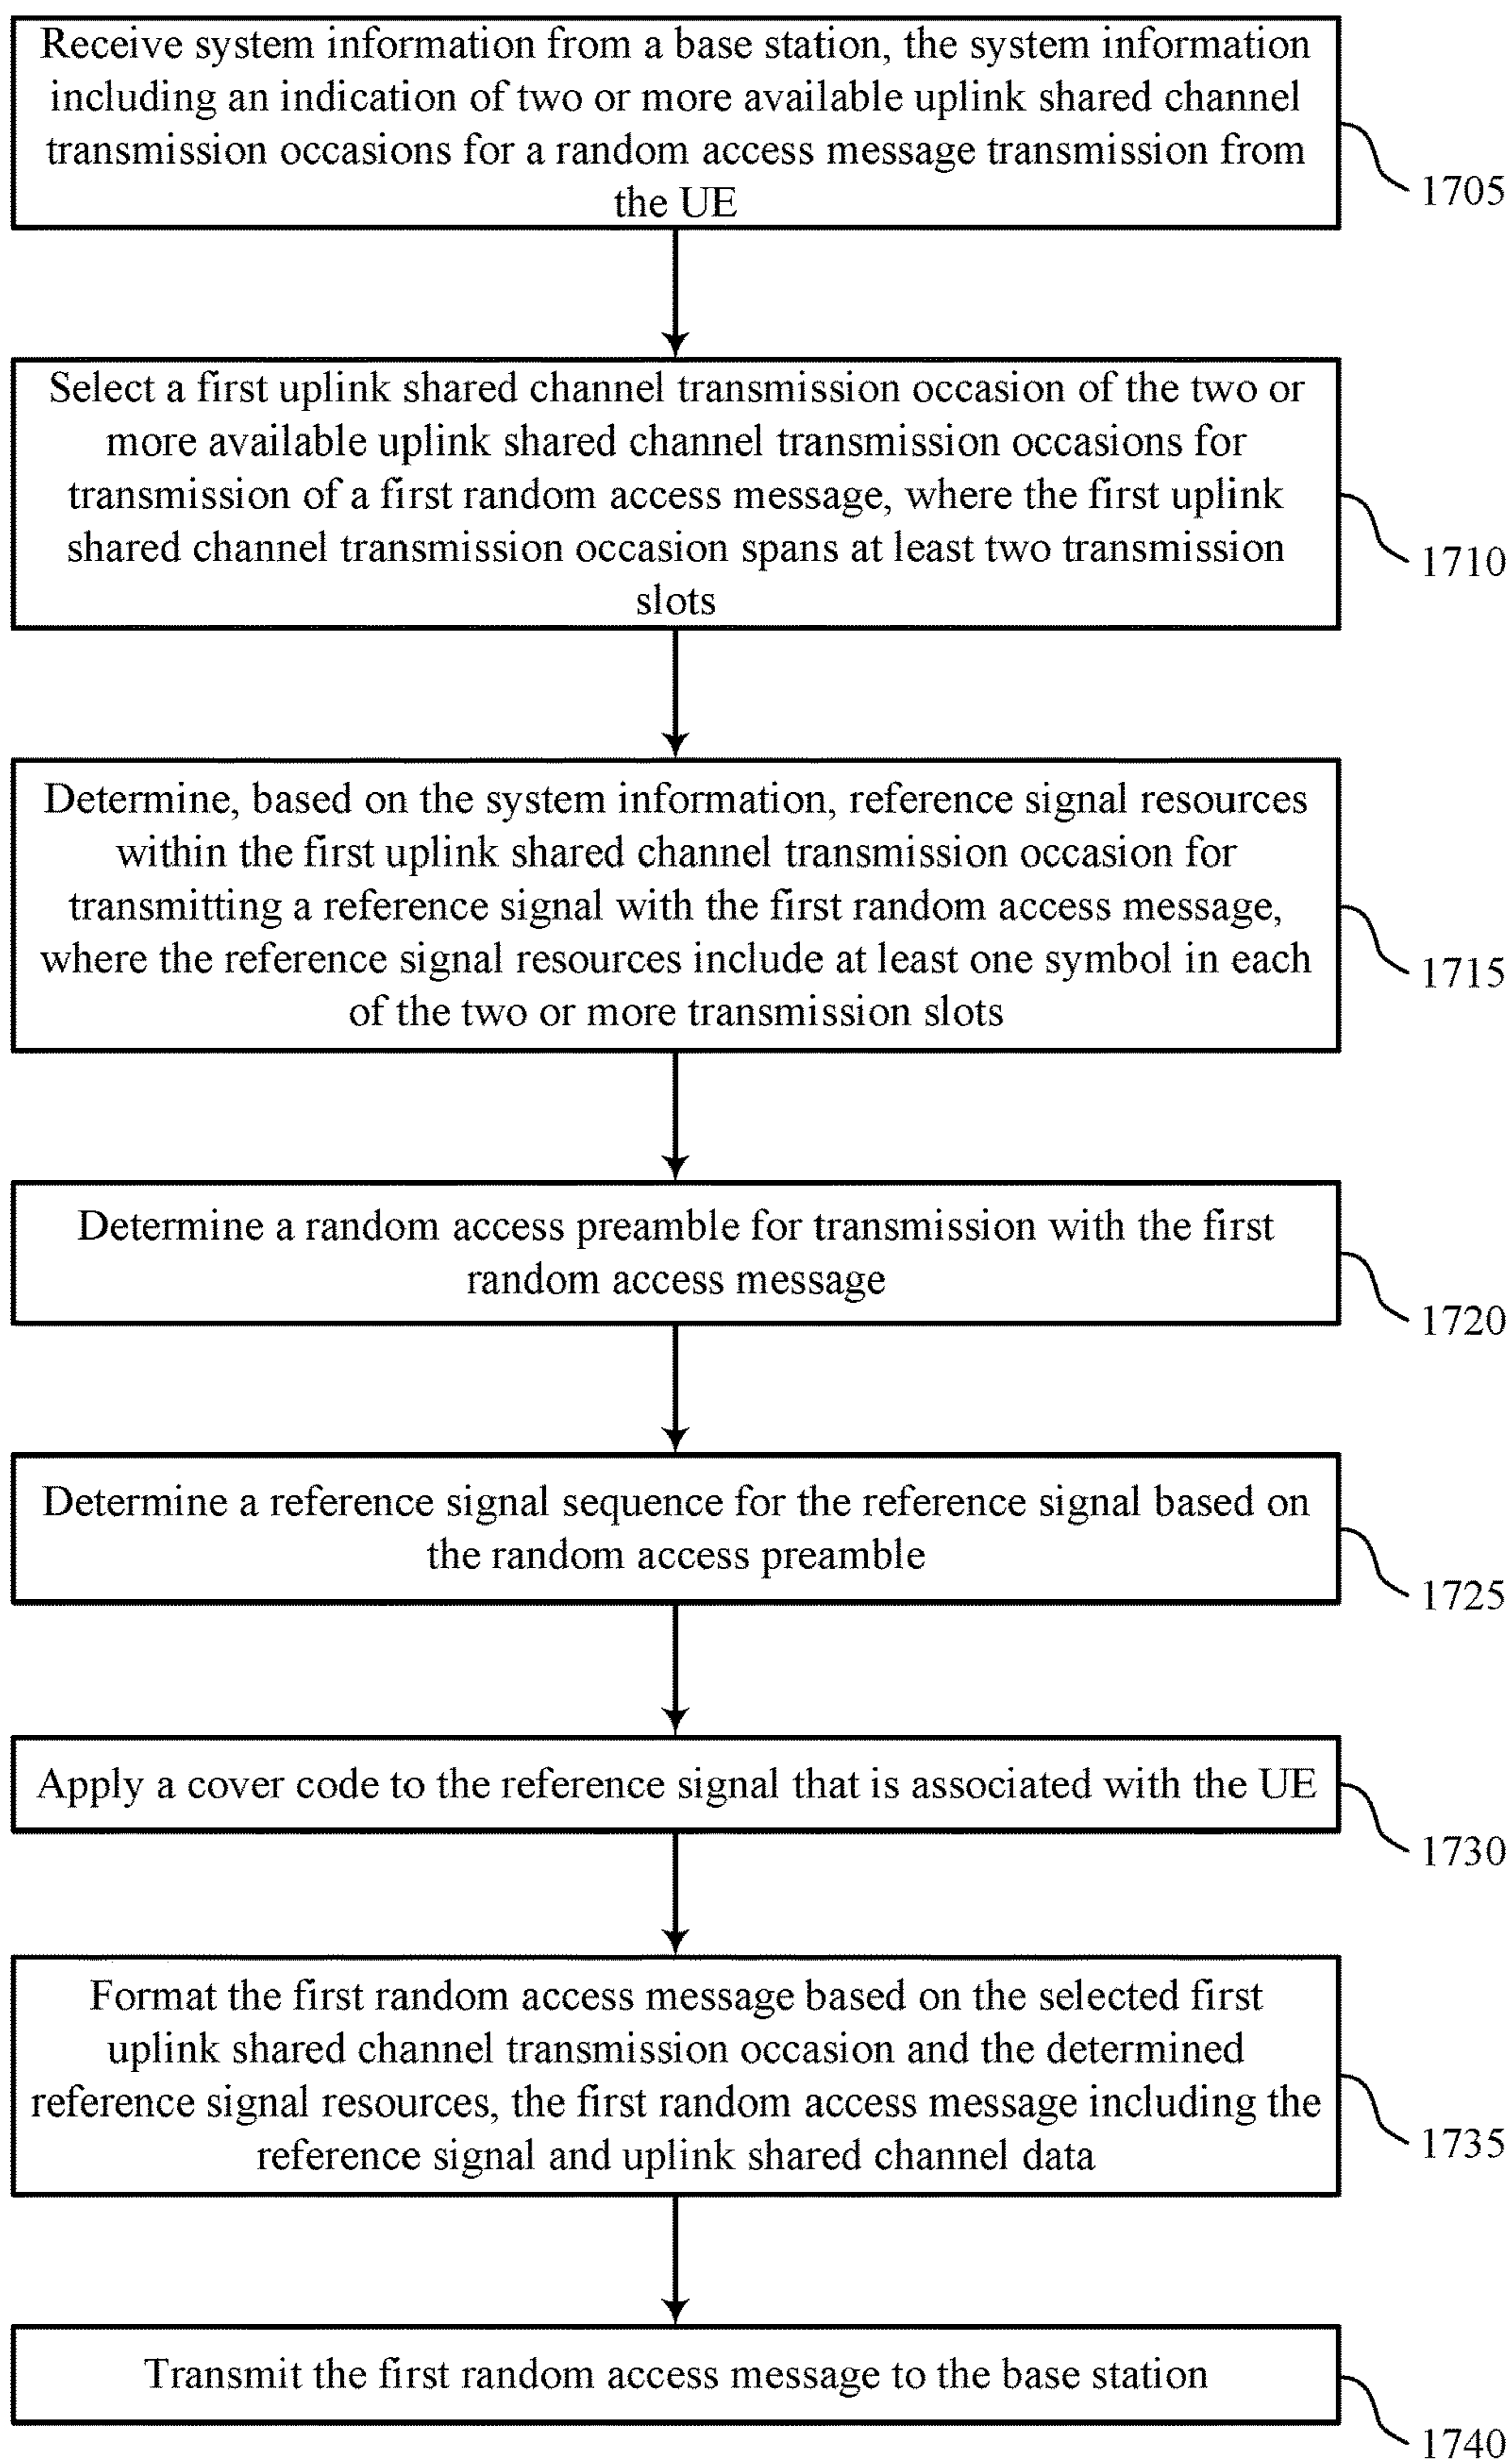 Receive system information from a base station, the system information
including an indication of two or more available uplink shared channel
transmission occasions for a random access message transmission from
the UE
1705
Select a first uplink shared channel transmission occasion of the two or
more available uplink shared channel transmission occasions for
transmission of a first random access message, where the first uplink
shared channel transmission occasion spans at least two transmission
slots
1710
Determine, based on the system information, reference signal resources
within the first uplink shared channel transmission occasion for
transmitting a reference signal with the first random access message,
where the reference signal resources include at least one symbol in each
of the two or more transmission slots
1715
Determine a random access preamble for transmission with the first
random access message
1720
Determine a reference signal sequence for the reference signal based on
the random access preamble
1725
Apply a cover code to the reference signal that is associated with the UE
1730
Format the first random access message based on the selected first
uplink shared channel transmission occasion and the determined
reference signal resources, the first random access message including the
reference signal and uplink shared channel data
1735
Transmit the first random access message to the base station
1740